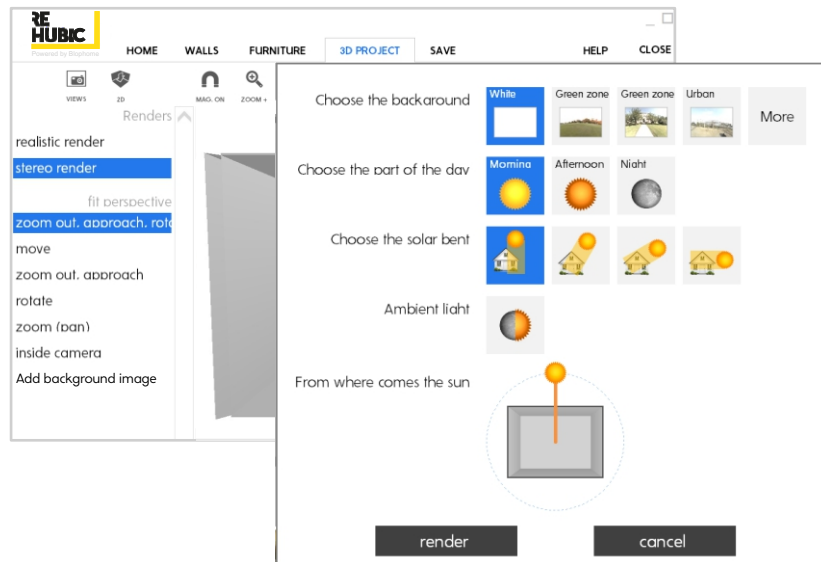 RE
HUBIC
Powered by Blophome
HOME WALLS FURNITURE 3D PROJECT SAVE HELP CLOSE
VIEWS 2D MAG. ON ZOOM +
Renders
realistic render
stereo render
fit perspective
zoom out, approach, rota
move
zoom out, approach
rotate
zoom (pan)
inside camera
Add background image
Choose the background
White Green zone Green zone Urban More
Choose the part of the day
Morning Afternoon Night
Choose the solar bent
Ambient light
From where comes the sun
render cancel